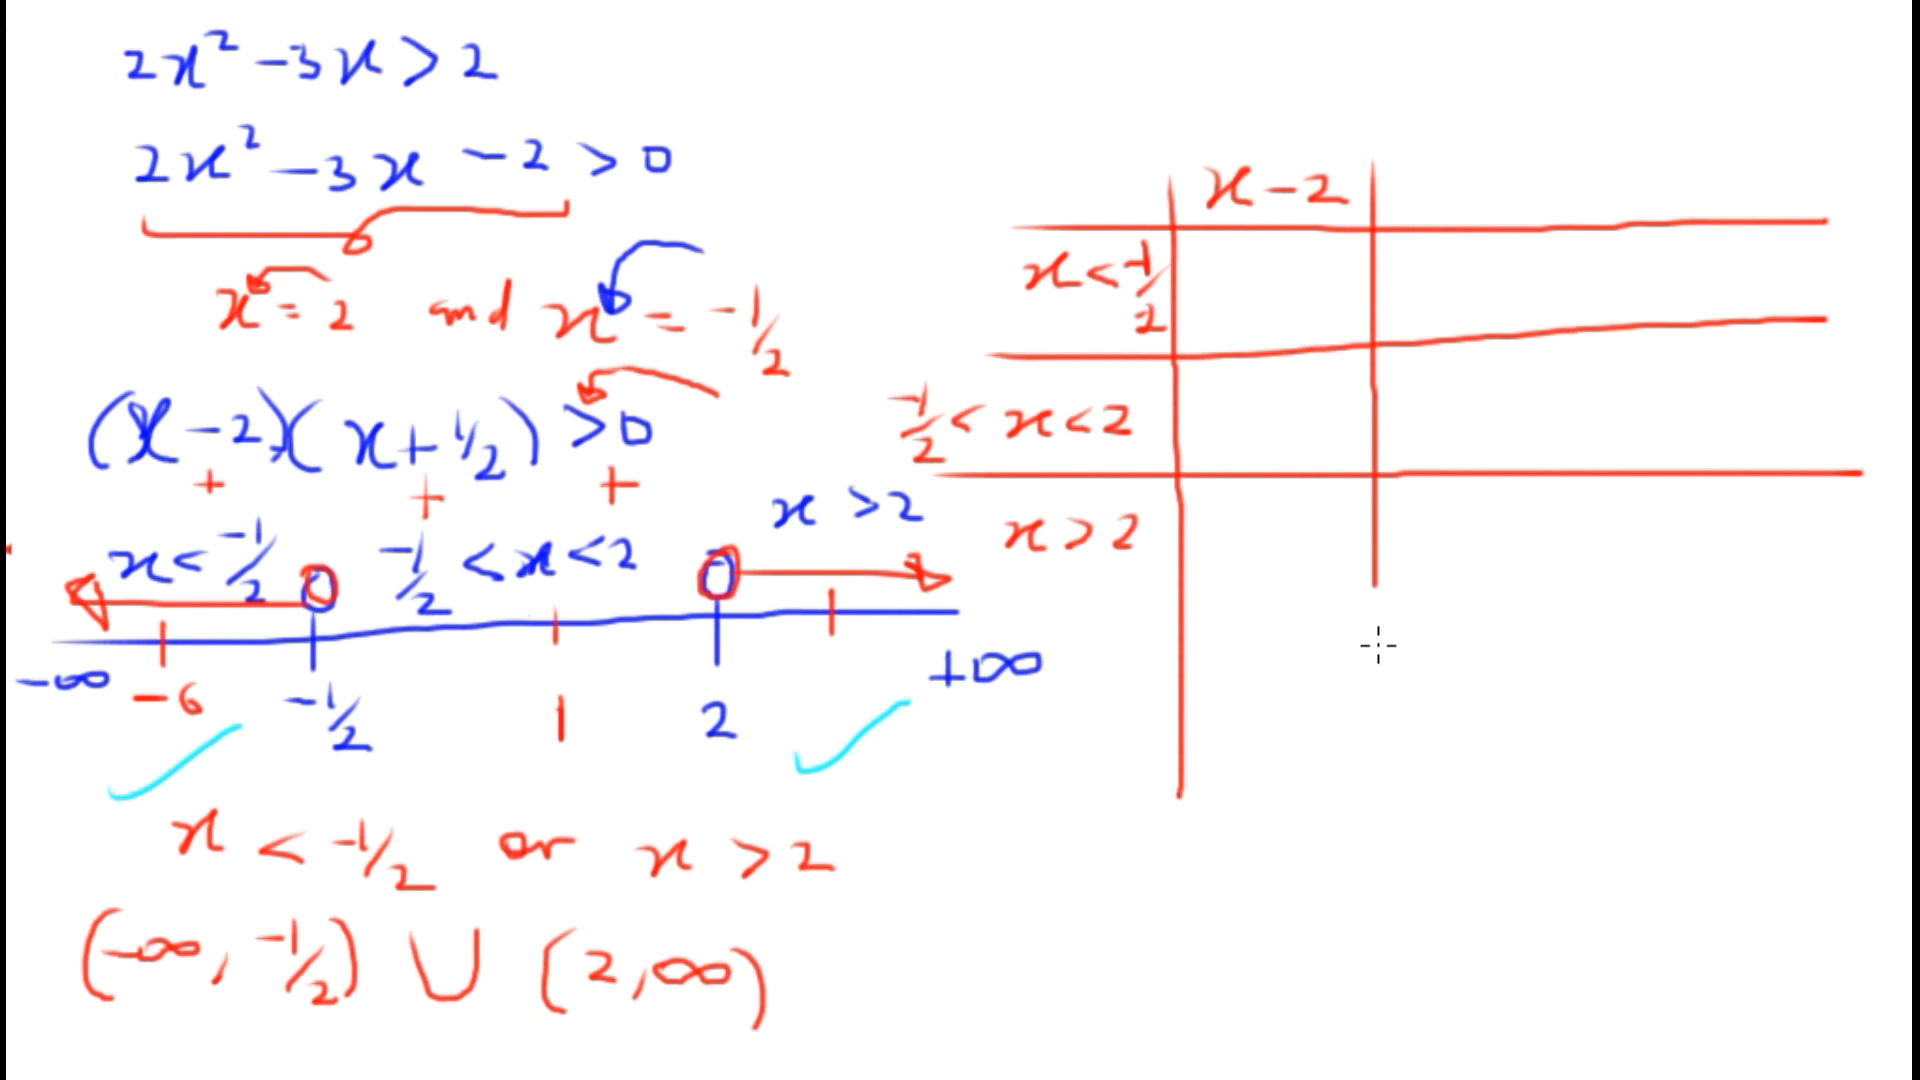 2x² -3x > 2
2x² -3x -2 > 0
x = 2 and x = -1/2
(x -2)(x + 1/2) > 0
+ + +
x < -1/2 -1/2 < x < 2 x > 2
-∞ -6 -1/2 1 2 +∞
x < -1/2 or x > 2
(-∞, -1/2) ∪ (2, ∞)
x -2
x < -1/2
-1/2 < x < 2
x > 2